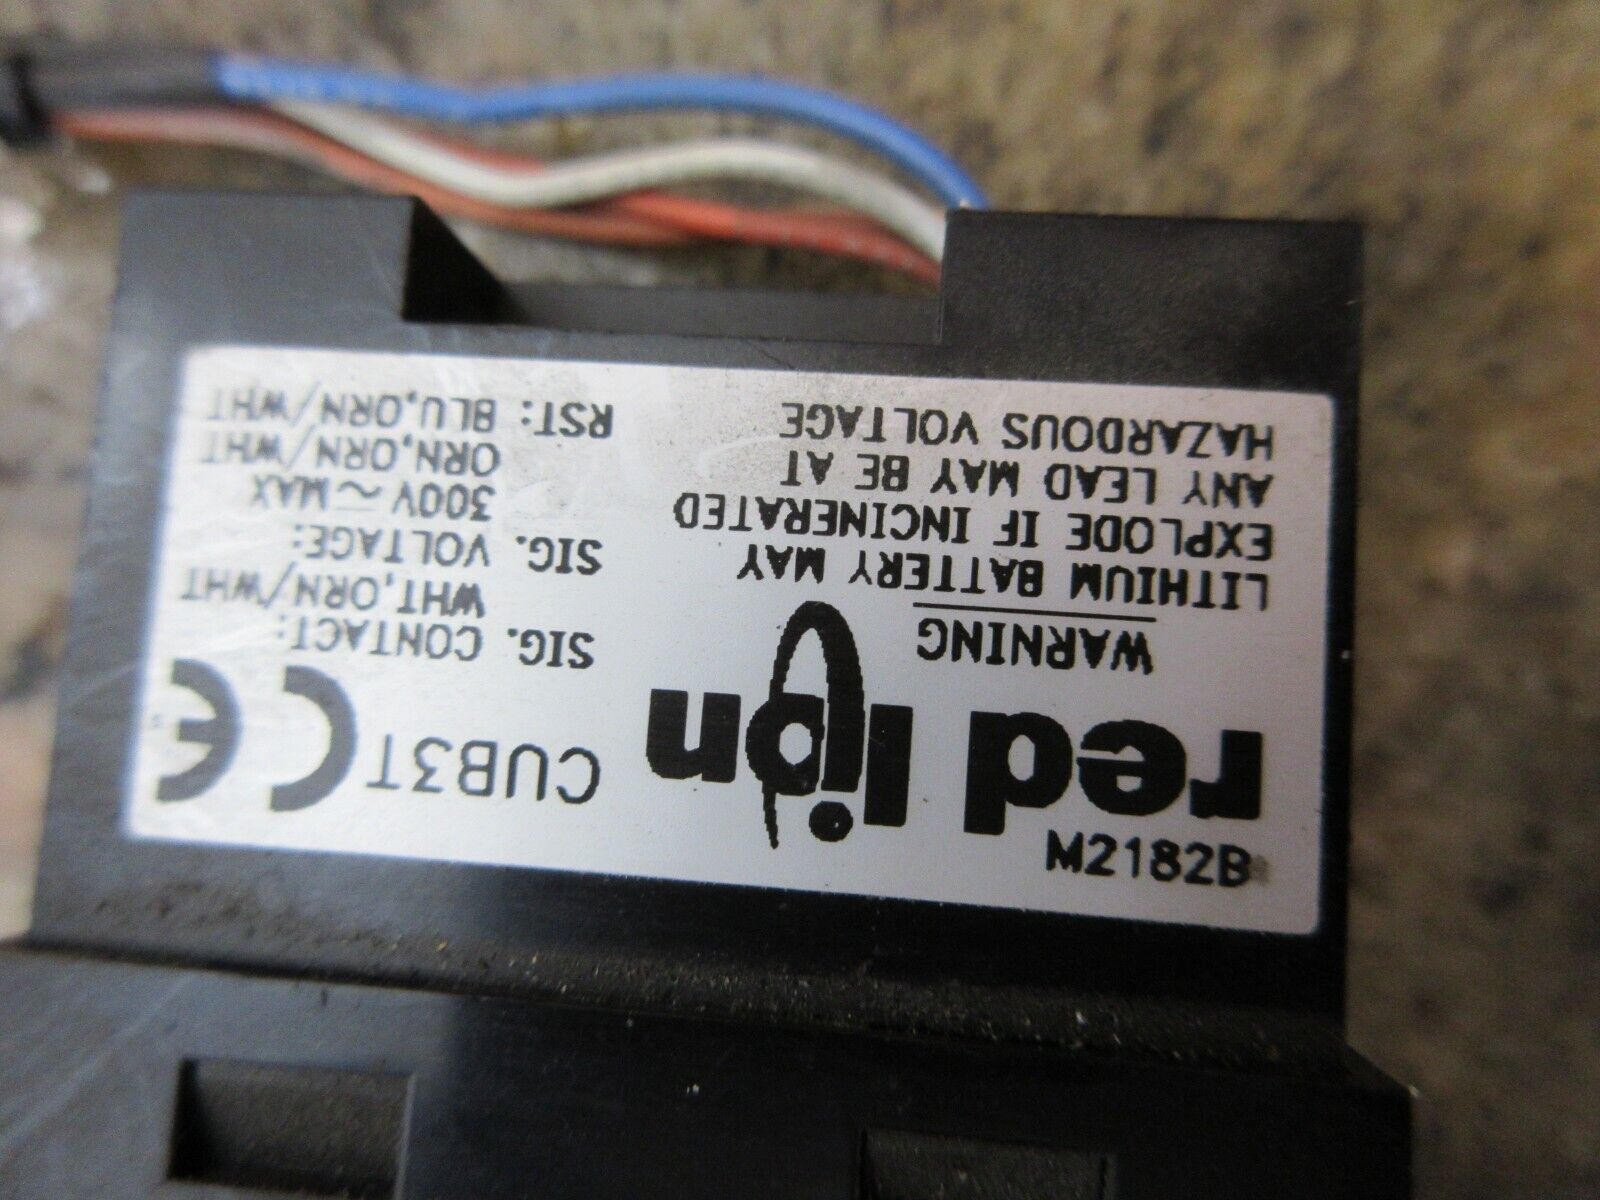 M2182B
red lion
CUB3T
CE
WARNING
LITHIUM BATTERY MAY
EXPLODE IF INCINERATED
ANY LEAD MAY BE AT
HAZARDOUS VOLTAGE
SIG. CONTACT:
WHT,ORN/WHT
SIG. VOLTAGE:
300V ~ MAX
ORN,ORN/WHT
RST: BLU,ORN/WHT